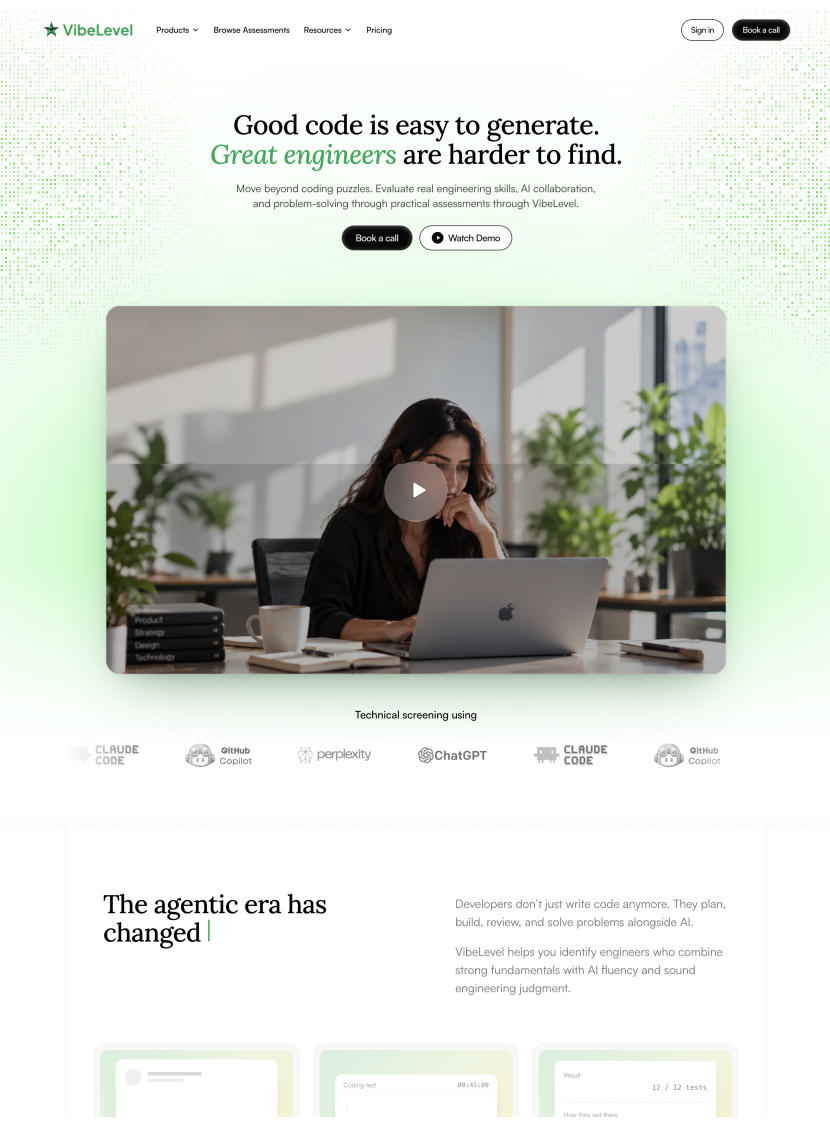 VibeLevel Products Browse Assessments Resources Pricing Sign in Book a call
Good code is easy to generate.
Great engineers are harder to find.
Move beyond coding puzzles. Evaluate real engineering skills, AI collaboration,
and problem-solving through practical assessments through VibeLevel.
Book a call Watch Demo
Product
Strategy
Design
Technology
Technical screening using
CLAUDE CODE
GitHub Copilot
perplexity
ChatGPT
CLAUDE CODE
GitHub Copilot
The agentic era has
changed
Developers don't just write code anymore. They plan,
build, review, and solve problems alongside AI.
VibeLevel helps you identify engineers who combine
strong fundamentals with AI fluency and sound
engineering judgment.
Coding test 00:45:00
Result
12 / 12 tests
How they got there